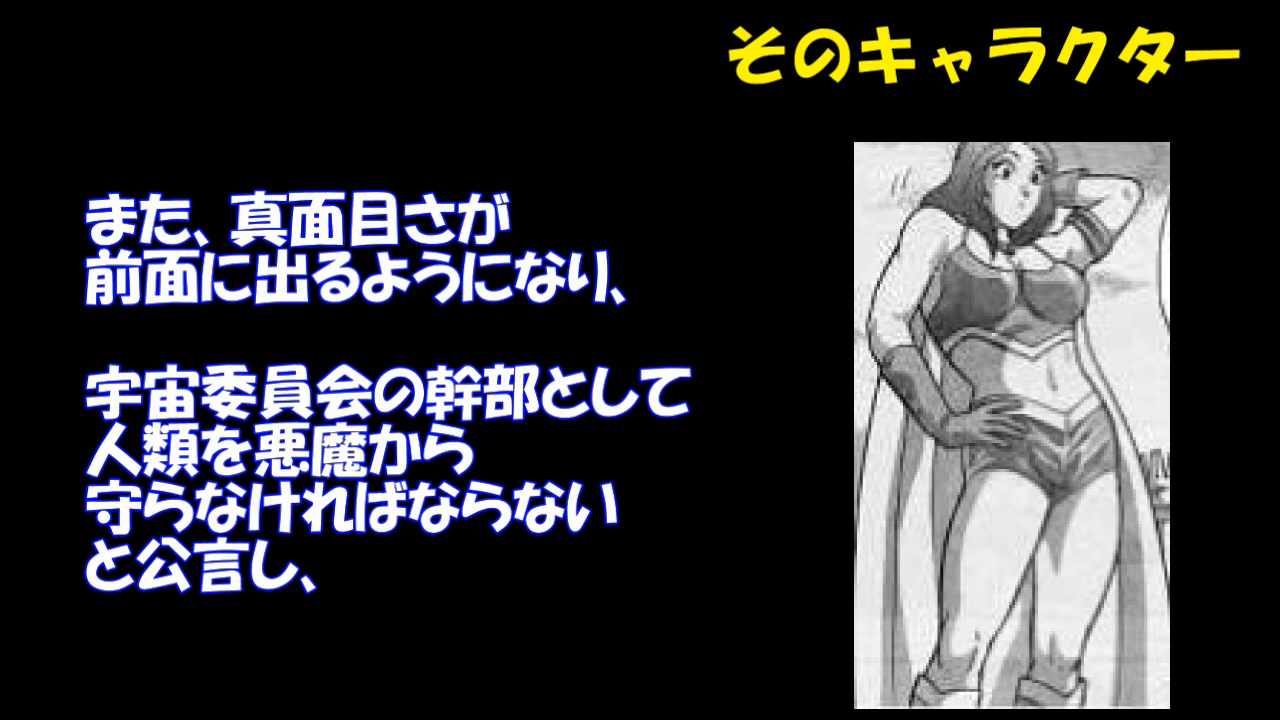 そのキャラクター
また、真面目さが
前面に出るようになり、
宇宙委員会の幹部として
人類を悪魔から
守らなければならない
と公言し、